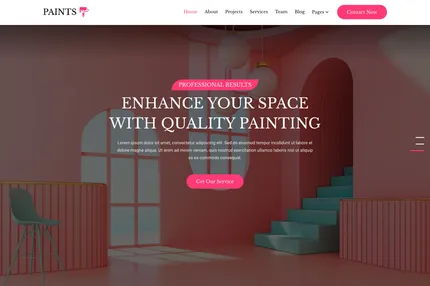 PAINTS
Home About Projects Services Team Blog Pages Contact Now
PROFESSIONAL RESULTS
ENHANCE YOUR SPACE
WITH QUALITY PAINTING
Lorem ipsum dolor sit amet, consectetur adipiscing elit. Sed do eiusmod tempor incididunt ut labore et
dolore magna aliqua. Ut enim ad minim veniam, quis nostrud exercitation ullamco laboris nisi ut aliquip
ex ea commodo consequat.
Get Our Service